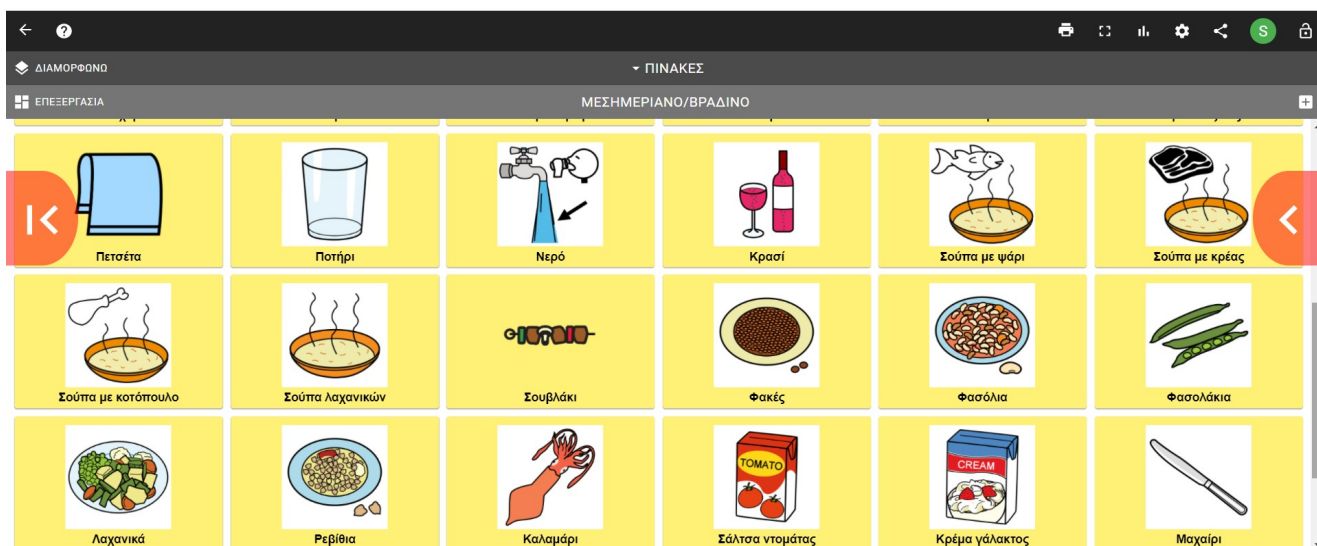 S
ΔΙΑΜΟΡΦΩΝΩ
ΠΙΝΑΚΕΣ
ΕΠΕΞΕΡΓΑΣΙΑ
ΜΕΣΗΜΕΡΙΑΝΟ/ΒΡΑΔΙΝΟ
Πετσέτα
Ποτήρι
Νερό
Κρασί
Σούπα με ψάρι
Σούπα με κρέας
Σούπα με κοτόπουλο
Σούπα λαχανικών
Σουβλάκι
Φακές
Φασόλια
Φασολάκια
TOMATO
CREAM
Λαχανικά
Ρεβίθια
Καλαμάρι
Σάλτσα ντομάτας
Κρέμα γάλακτος
Μαχαίρι